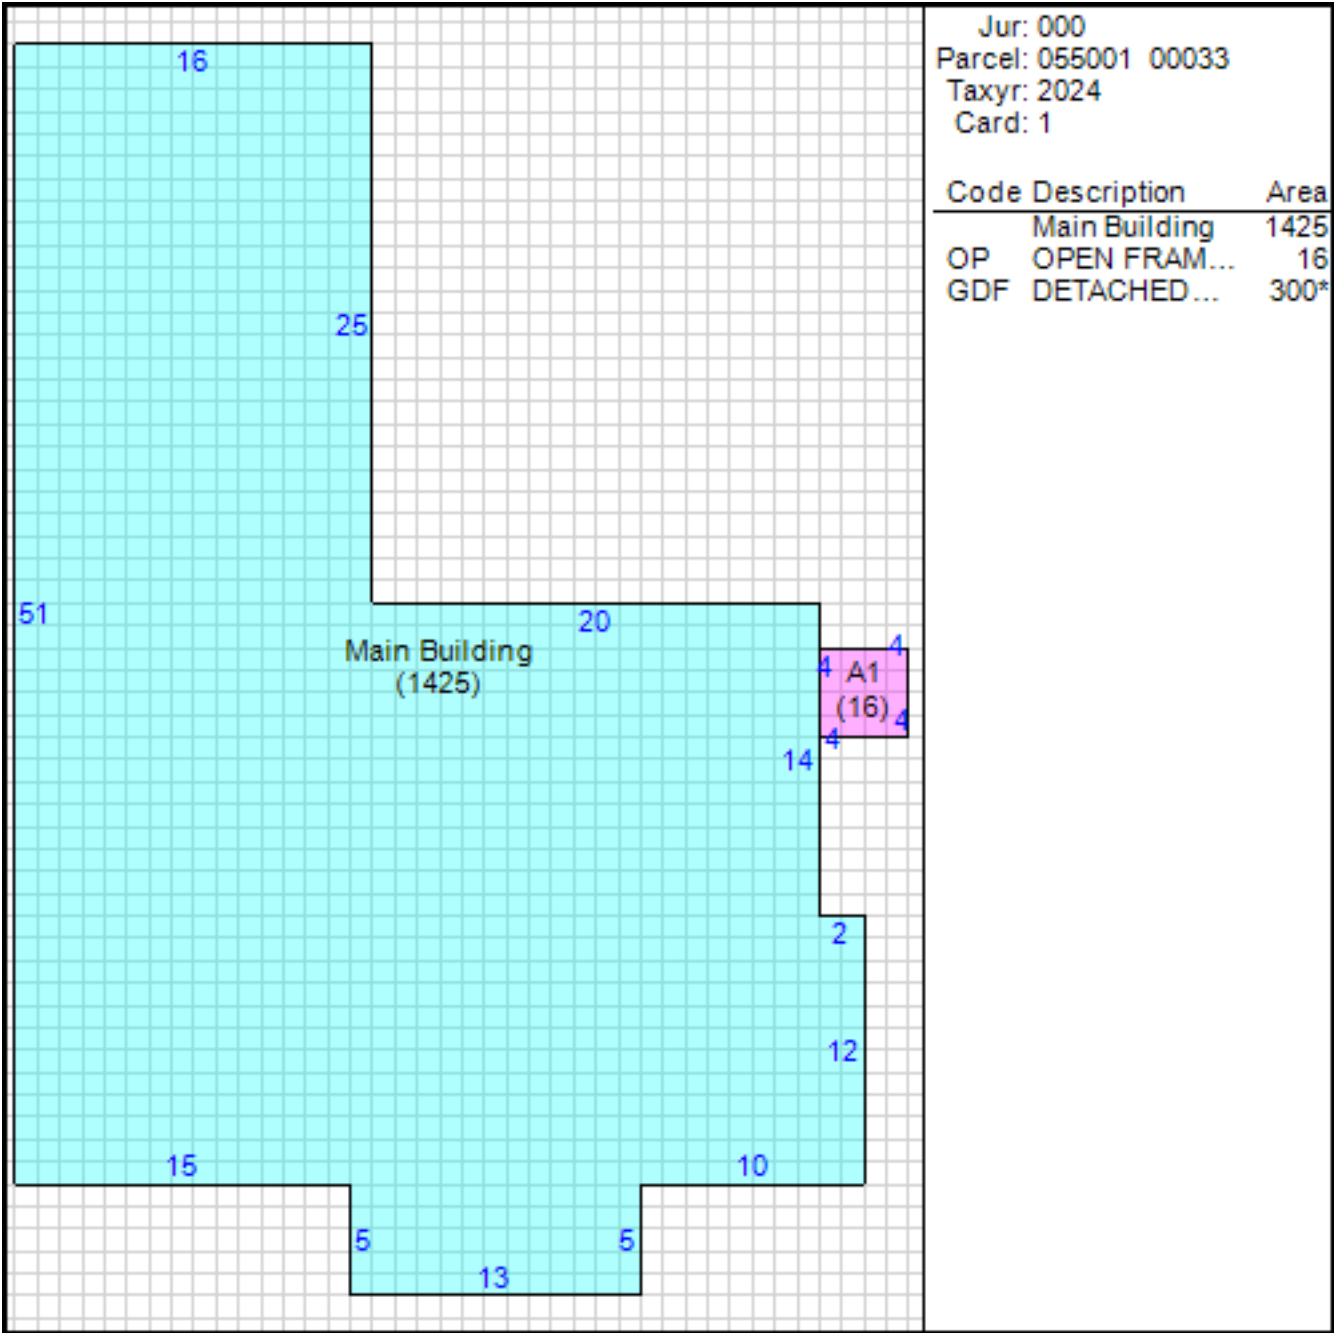 Jur: 000
Parcel: 055001 00033
Taxyr: 2024
Card: 1
Code Description Area
Main Building 1425
OP OPEN FRAM... 16
GDF DETACHED... 300*
16
25
51
20
Main Building
(1425)
4
4
A1
(16)
4
4
14
2
12
15
10
5
5
13